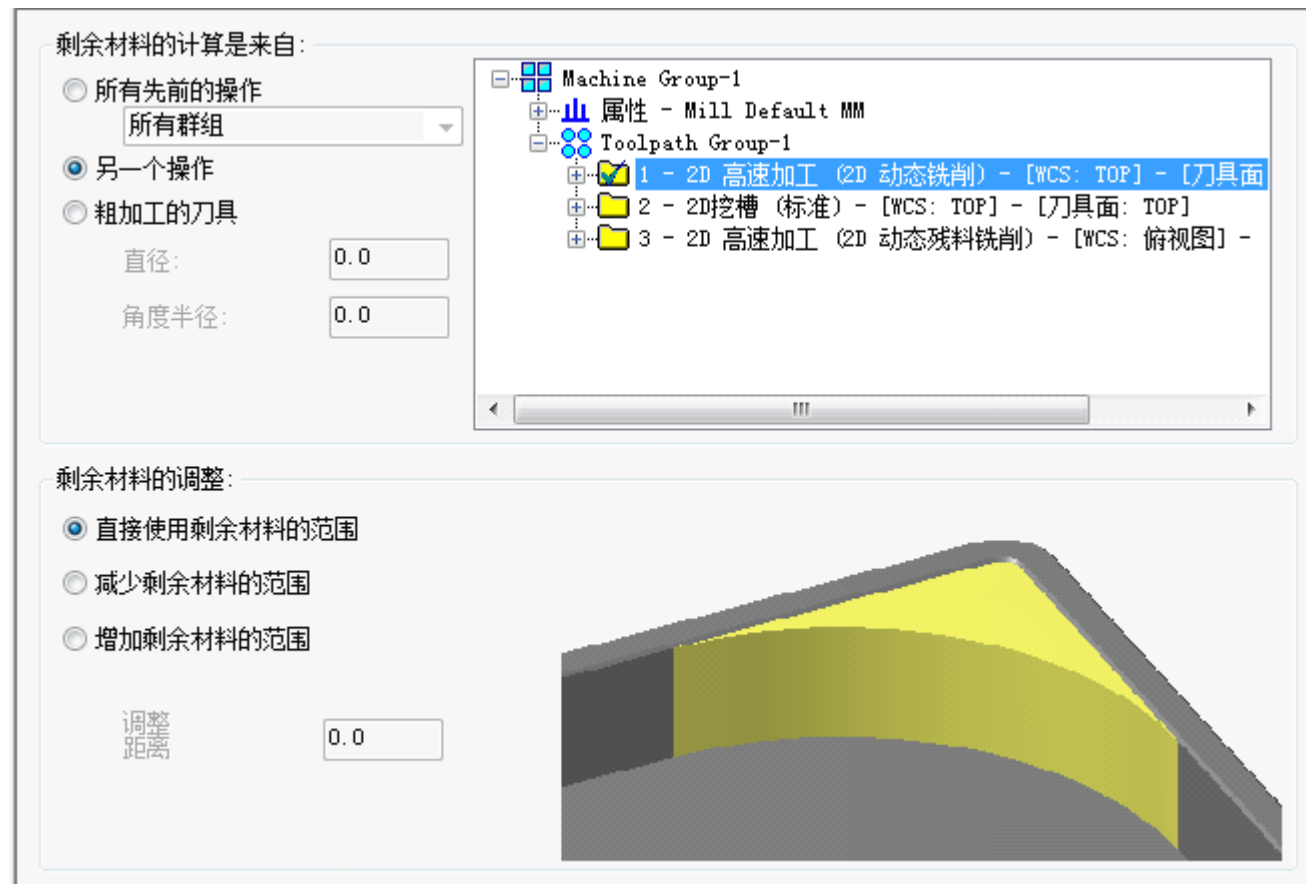 剩余材料的计算是来自:
所有先前的操作
所有群组
另一个操作
粗加工的刀具
直径:
0.0
角度半径:
0.0
Machine Group-1
属性 - Mill Default MM
Toolpath Group-1
1 - 2D 高速加工 (2D 动态铣削) - [WCS: TOP] - [刀具面
2 - 2D挖槽 (标准) - [WCS: TOP] - [刀具面: TOP]
3 - 2D 高速加工 (2D 动态残料铣削) - [WCS: 俯视图] -
剩余材料的调整:
直接使用剩余材料的范围
减少剩余材料的范围
增加剩余材料的范围
调整
距离
0.0